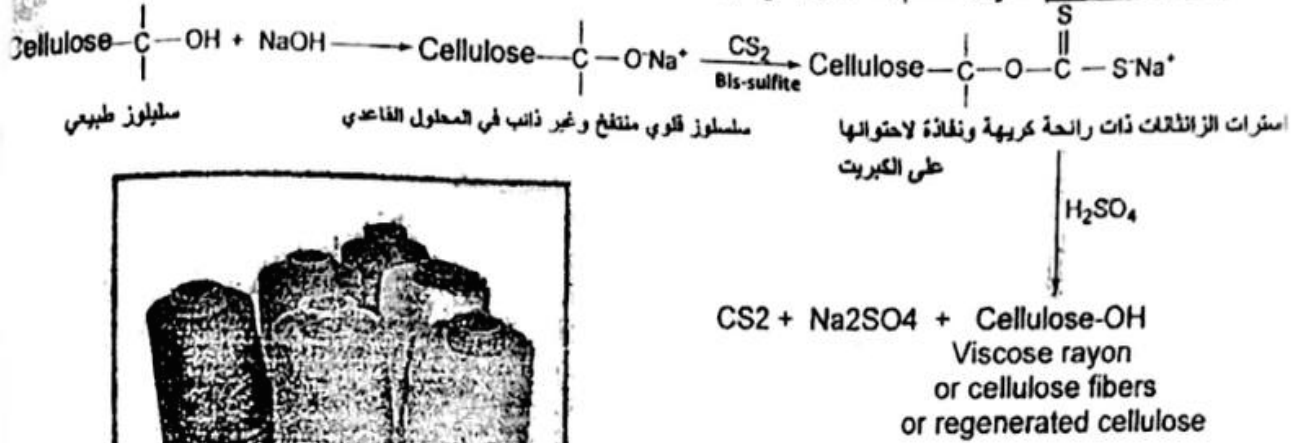 Cellulose—C—OH + NaOH → Cellulose—C—O⁻Na⁺ CS₂ Bis-sulfite → Cellulose—C—O—C—S⁻Na⁺
S
سليلوز طبيعي
سلسلوز قلوي منتفخ وغير ذائب في المحلول القاعدي
استرات الزانثانات ذات رائحة كريهة ونفاذة لاحتوائها
على الكبريت
H₂SO₄
CS2 + Na2SO4 + Cellulose-OH
Viscose rayon
or cellulose fibers
or regenerated cellulose